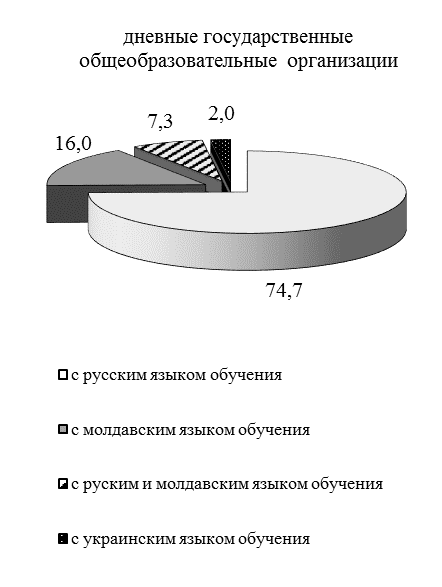 дневные государственные
общеобразовательные организации
7,3
2,0
16,0
74,7
с русским языком обучения
с молдавским языком обучения
с руским и молдавским языком обучения
с украинским языком обучения